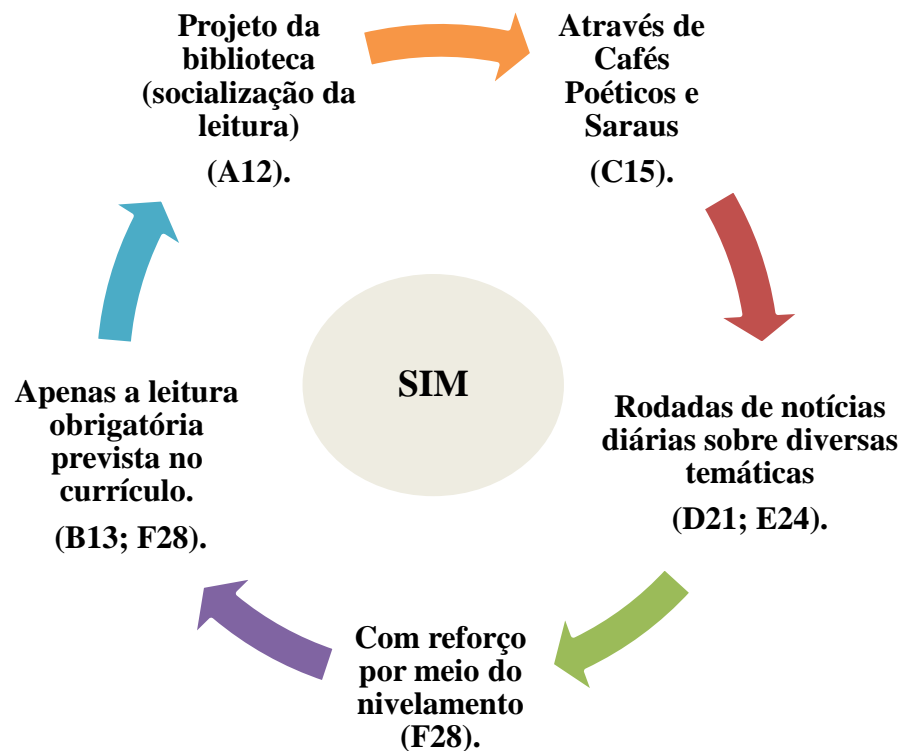 Projeto da
biblioteca
(socialização da
leitura)
(A12).
Através de
Cafés
Poéticos e
Saraus
(C15).
SIM
Rodadas de notícias
diárias sobre diversas
temáticas
(D21; E24).
Com reforço
por meio do
nivelamento
(F28).
Apenas a leitura
obrigatória
prevista no
currículo.
(B13; F28).